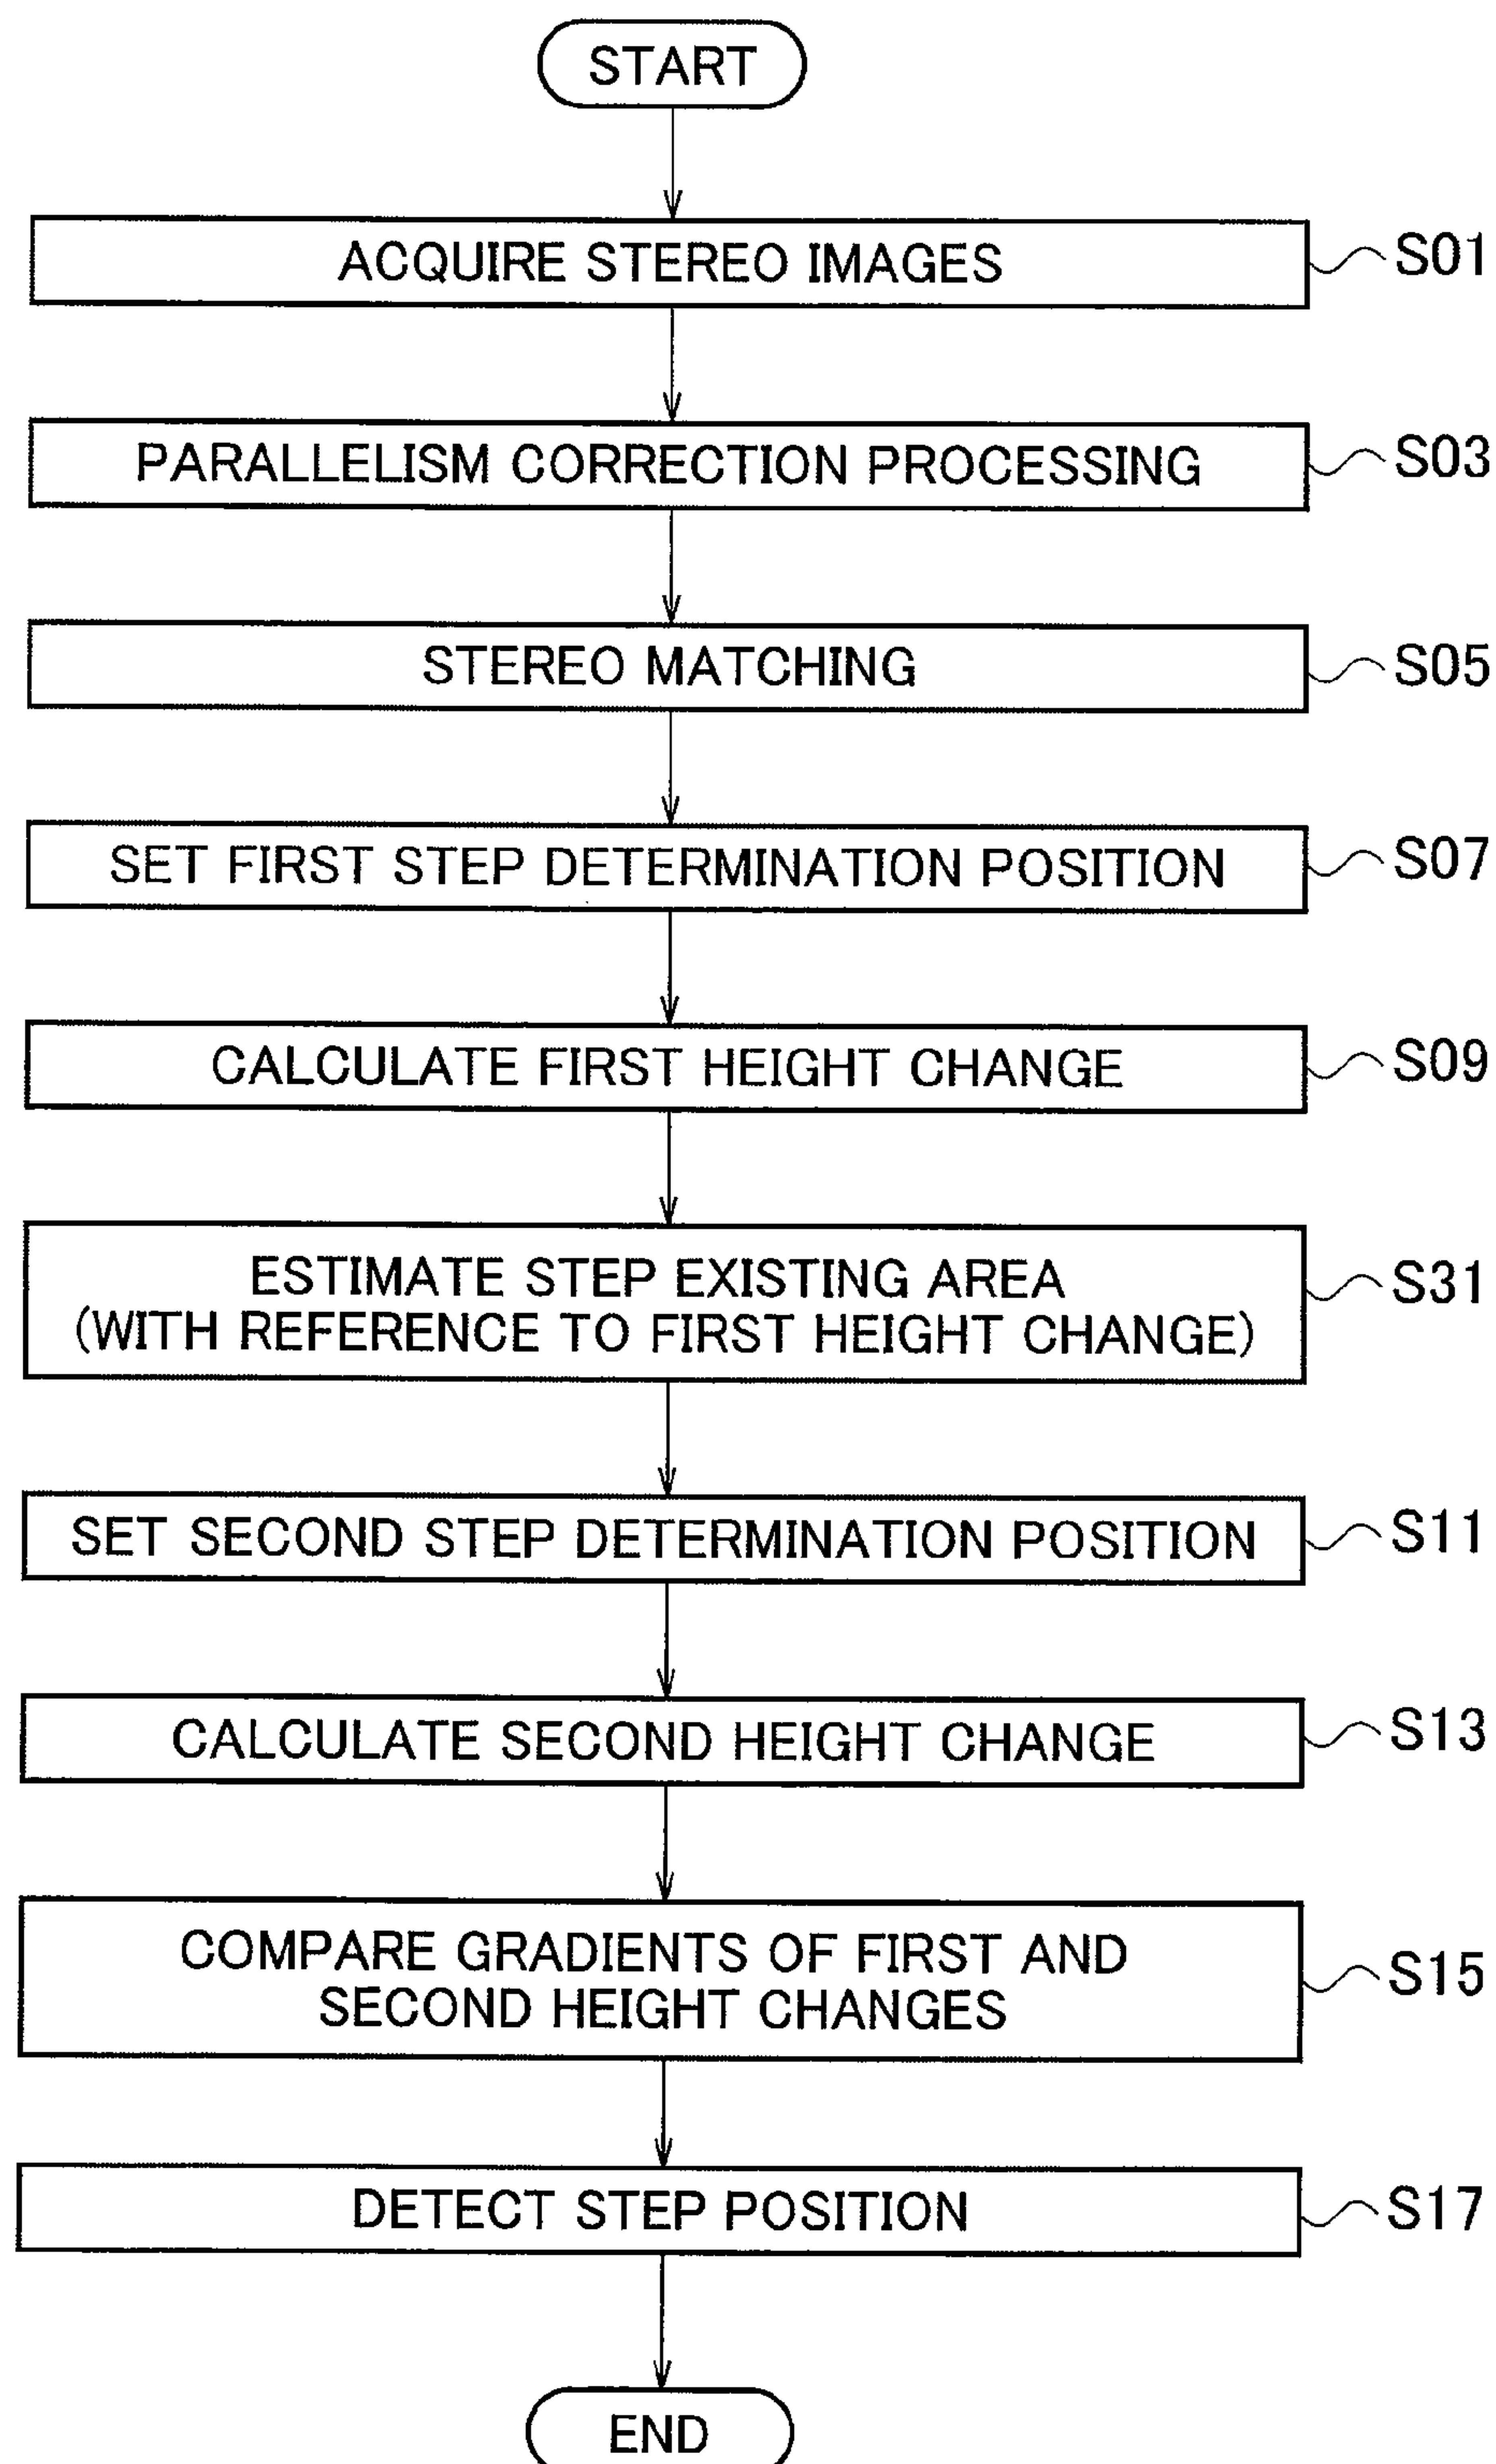 START
ACQUIRE STEREO IMAGES
S01
PARALLELISM CORRECTION PROCESSING
S03
STEREO MATCHING
S05
SET FIRST STEP DETERMINATION POSITION
S07
CALCULATE FIRST HEIGHT CHANGE
S09
ESTIMATE STEP EXISTING AREA
(WITH REFERENCE TO FIRST HEIGHT CHANGE)
S31
SET SECOND STEP DETERMINATION POSITION
S11
CALCULATE SECOND HEIGHT CHANGE
S13
COMPARE GRADIENTS OF FIRST AND
SECOND HEIGHT CHANGES
S15
DETECT STEP POSITION
S17
END